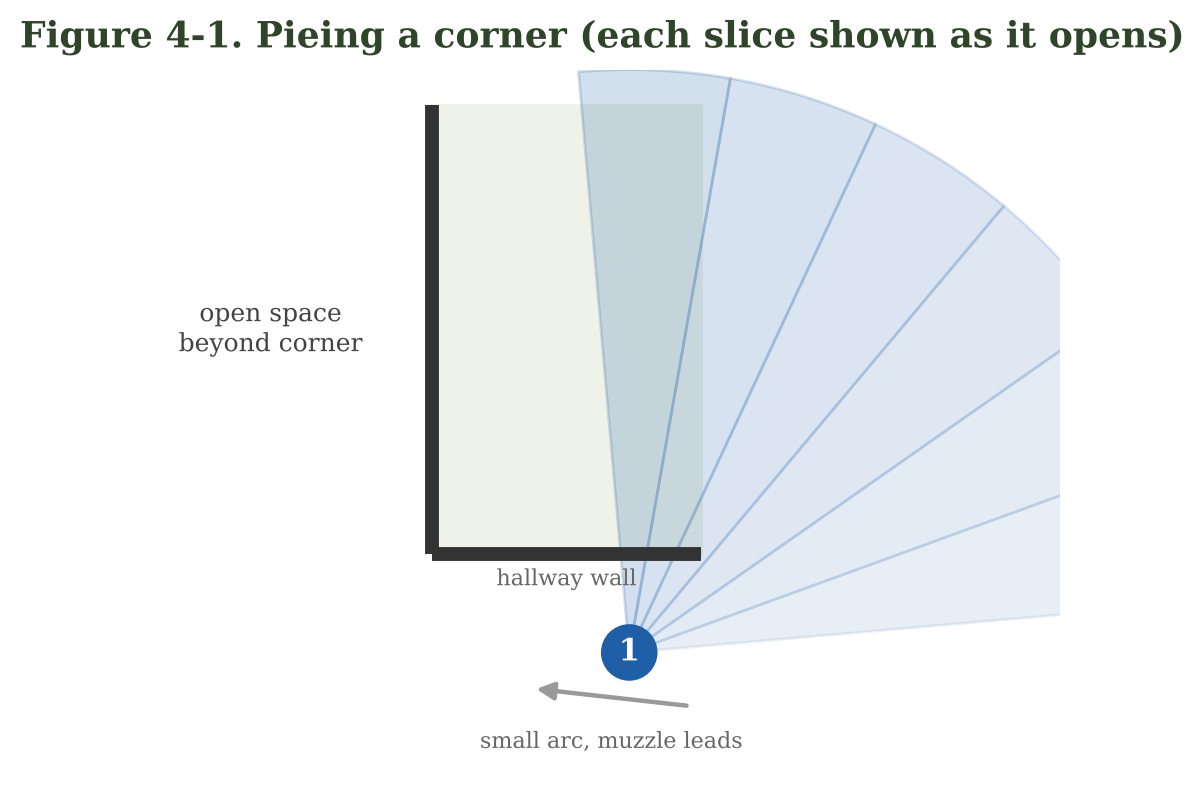 Figure 4-1. Pieing a corner (each slice shown as it opens)
open space
beyond corner
hallway wall
1
small arc, muzzle leads